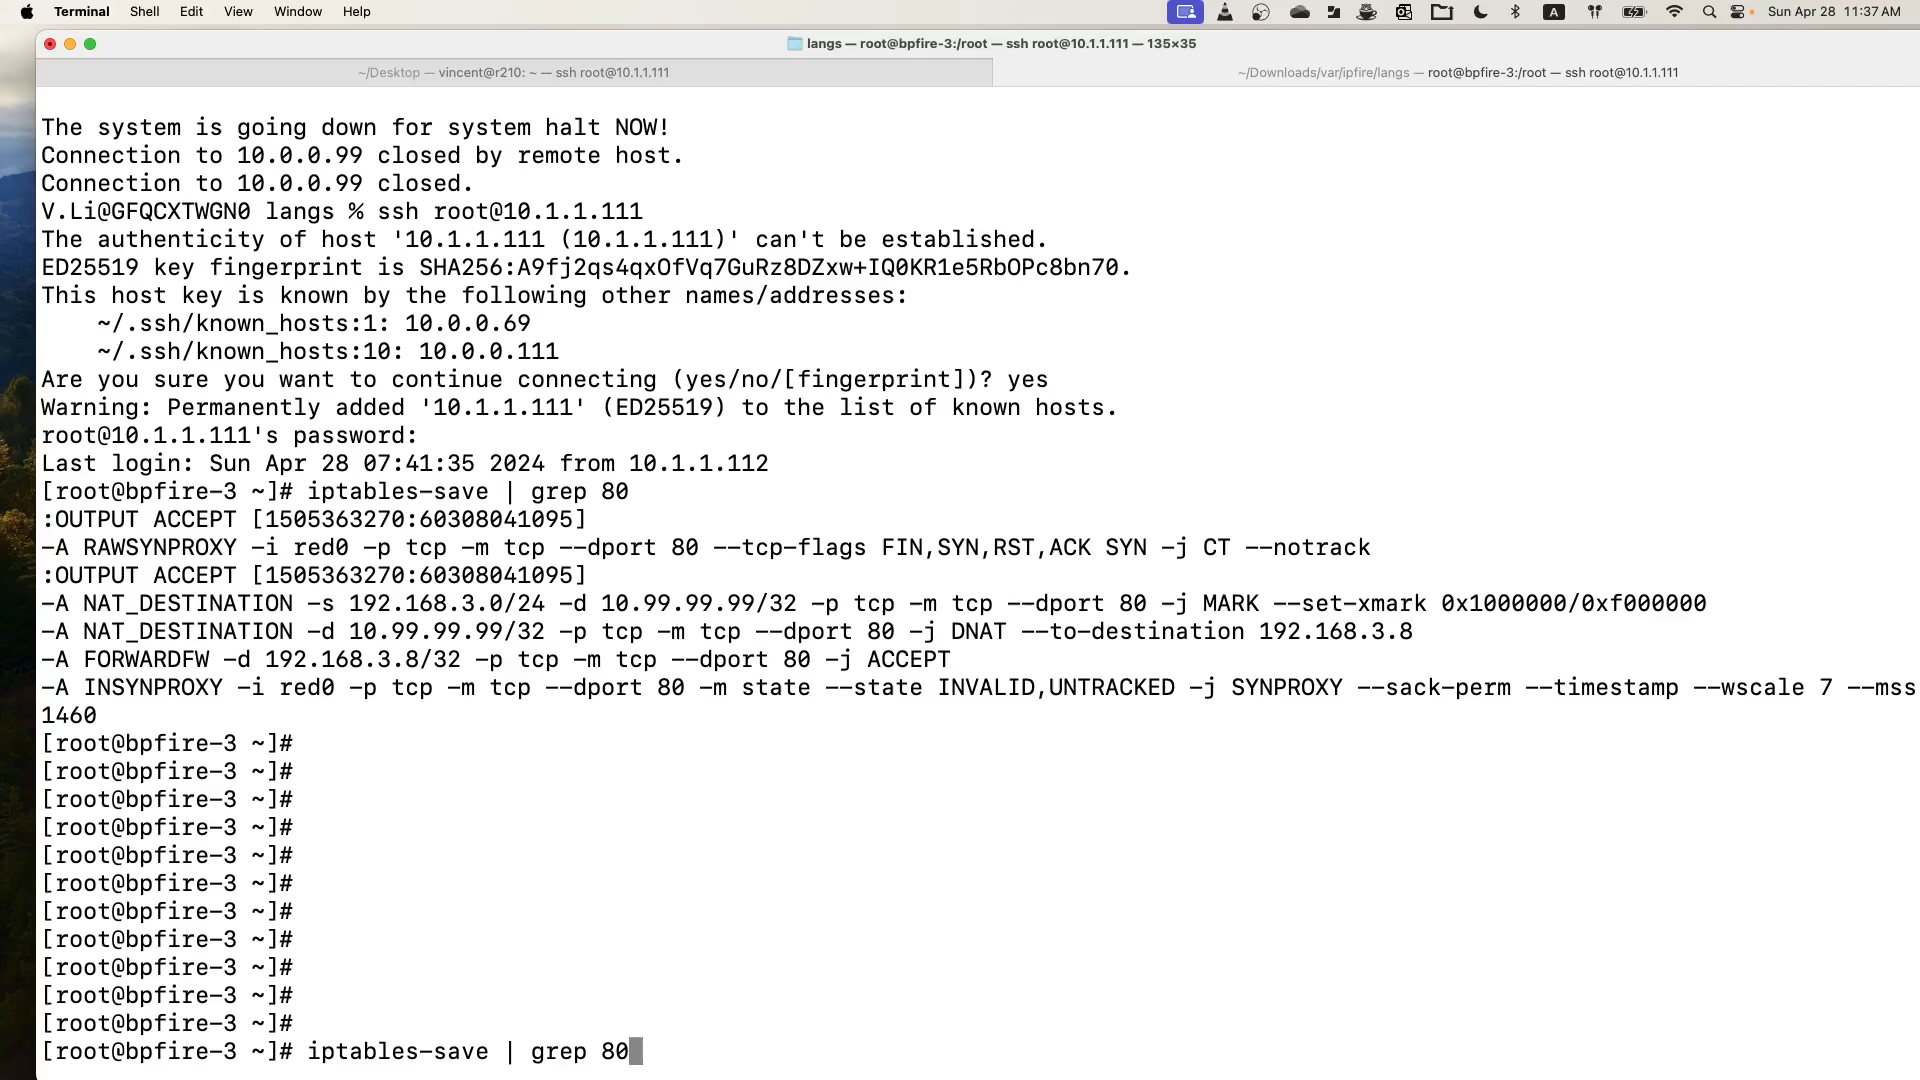 Terminal Shell Edit View Window Help A Sun Apr 28 11:37 AM
langs — root@bpfire-3:/root — ssh root@10.1.1.111 — 135×35
~/Desktop — vincent@r210: ~ — ssh root@10.1.1.111
~/Downloads/var/ipfire/langs — root@bpfire-3:/root — ssh root@10.1.1.111
The system is going down for system halt NOW!
Connection to 10.0.0.99 closed by remote host.
Connection to 10.0.0.99 closed.
V.Li@GFQCXTWGN0 langs % ssh root@10.1.1.111
The authenticity of host '10.1.1.111 (10.1.1.111)' can't be established.
ED25519 key fingerprint is SHA256:A9fj2qs4qxOfVq7GuRz8DZxw+IQ0KR1e5RbOPc8bn70.
This host key is known by the following other names/addresses:
    ~/.ssh/known_hosts:1: 10.0.0.69
    ~/.ssh/known_hosts:10: 10.0.0.111
Are you sure you want to continue connecting (yes/no/[fingerprint])? yes
Warning: Permanently added '10.1.1.111' (ED25519) to the list of known hosts.
root@10.1.1.111's password:
Last login: Sun Apr 28 07:41:35 2024 from 10.1.1.112
[root@bpfire-3 ~]# iptables-save | grep 80
:OUTPUT ACCEPT [1505363270:60308041095]
-A RAWSYNPROXY -i red0 -p tcp -m tcp --dport 80 --tcp-flags FIN,SYN,RST,ACK SYN -j CT --notrack
:OUTPUT ACCEPT [1505363270:60308041095]
-A NAT_DESTINATION -s 192.168.3.0/24 -d 10.99.99.99/32 -p tcp -m tcp --dport 80 -j MARK --set-xmark 0x1000000/0xf000000
-A NAT_DESTINATION -d 10.99.99.99/32 -p tcp -m tcp --dport 80 -j DNAT --to-destination 192.168.3.8
-A FORWARDFW -d 192.168.3.8/32 -p tcp -m tcp --dport 80 -j ACCEPT
-A INSYNPROXY -i red0 -p tcp -m tcp --dport 80 -m state --state INVALID,UNTRACKED -j SYNPROXY --sack-perm --timestamp --wscale 7 --mss
1460
[root@bpfire-3 ~]#
[root@bpfire-3 ~]#
[root@bpfire-3 ~]#
[root@bpfire-3 ~]#
[root@bpfire-3 ~]#
[root@bpfire-3 ~]#
[root@bpfire-3 ~]#
[root@bpfire-3 ~]#
[root@bpfire-3 ~]#
[root@bpfire-3 ~]#
[root@bpfire-3 ~]#
[root@bpfire-3 ~]# iptables-save | grep 80